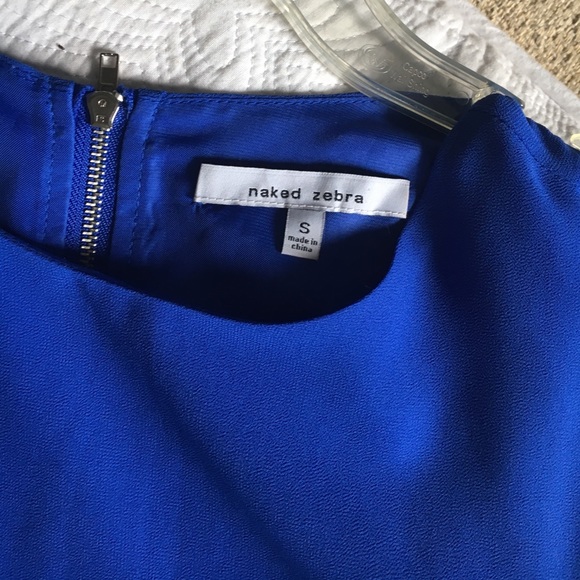 naked zebra
S
made in
china